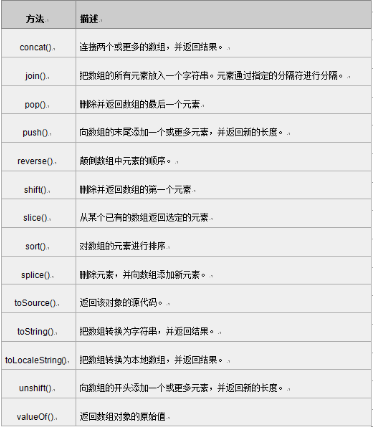 方法 描述
concat() 连接两个或更多的数组，并返回结果。
join() 把数组的所有元素放入一个字符串。元素通过指定的分隔符进行分隔。
pop() 删除并返回数组的最后一个元素
push() 向数组的末尾添加一个或更多元素，并返回新的长度。
reverse() 颠倒数组中元素的顺序。
shift() 删除并返回数组的第一个元素
slice() 从某个已有的数组返回选定的元素
sort() 对数组的元素进行排序
splice() 删除元素，并向数组添加新元素。
toSource() 返回该对象的源代码。
toString() 把数组转换为字符串，并返回结果。
toLocaleString() 把数组转换为本地数组，并返回结果。
unshift() 向数组的开头添加一个或更多元素，并返回新的长度。
valueOf() 返回数组对象的原始值